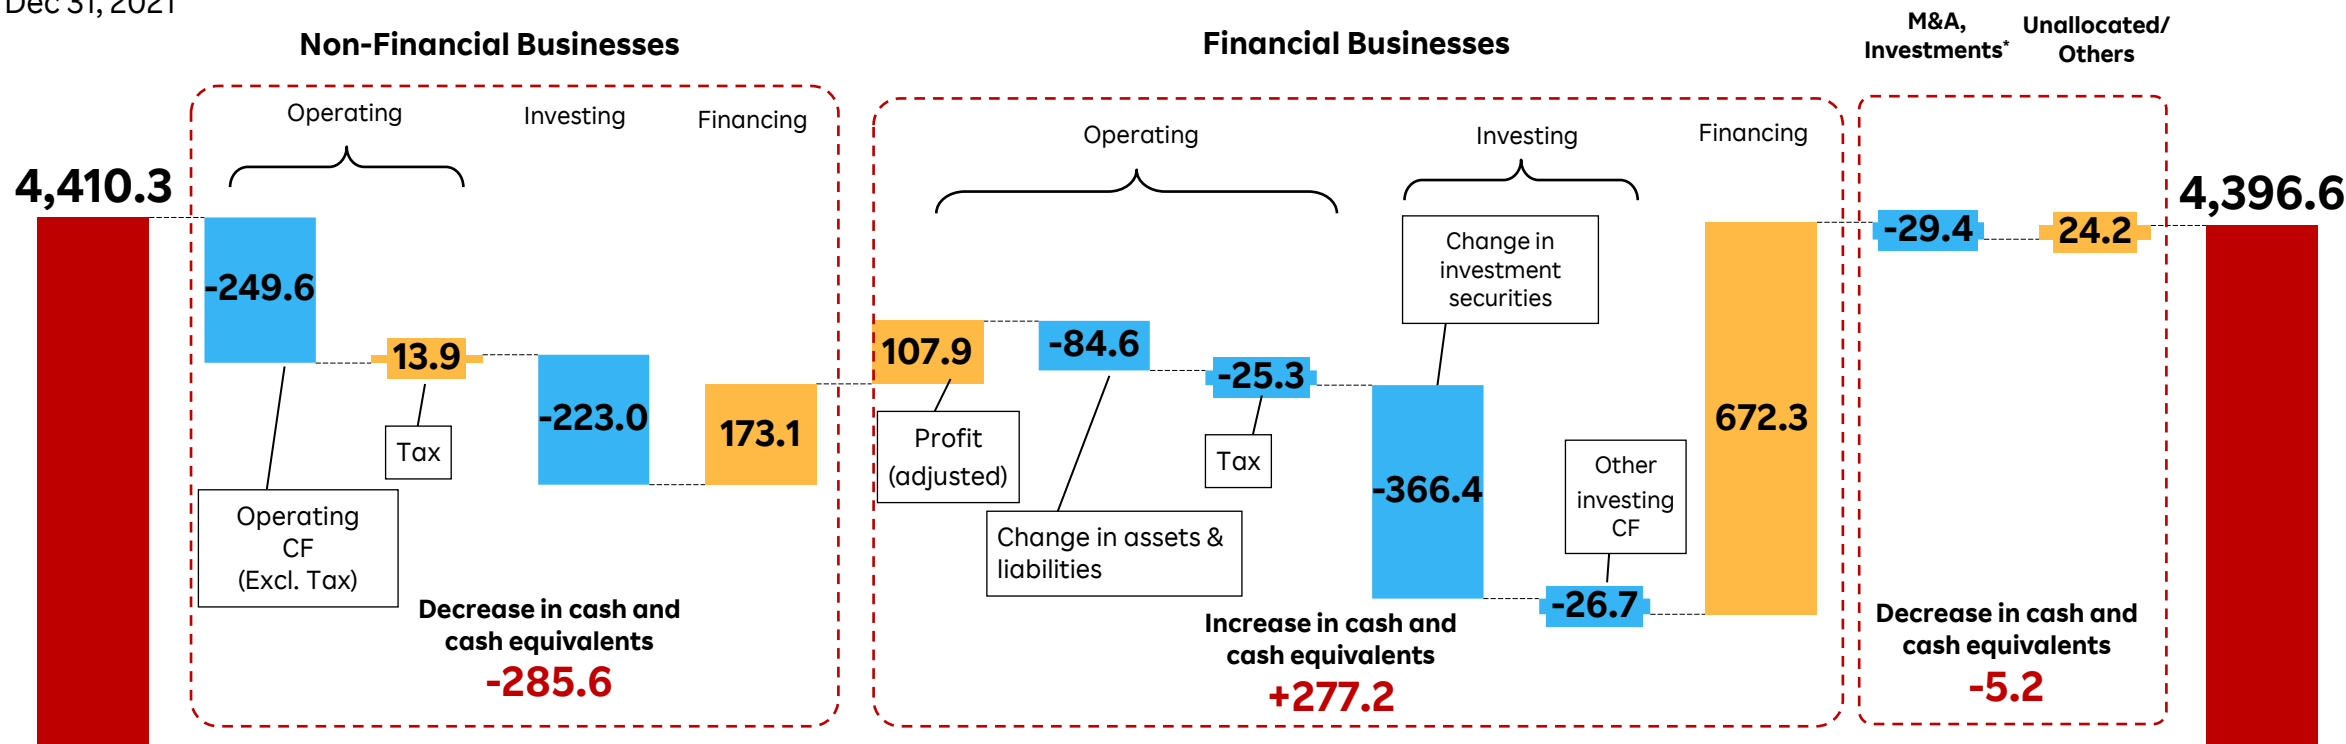 Dec 31, 2021
Non-Financial Businesses
Financial Businesses
M&A,
Investments*
Unallocated/
Others
Operating
Investing
Financing
Operating
Investing
Financing
4,410.3
-249.6
13.9
-223.0
173.1
107.9
-84.6
-25.3
-366.4
-26.7
672.3
-29.4
24.2
4,396.6
Operating
CF
(Excl. Tax)
Tax
Profit
(adjusted)
Change in assets &
liabilities
Tax
Change in
investment
securities
Other
investing
CF
Decrease in cash and
cash equivalents
-285.6
Increase in cash and
cash equivalents
+277.2
Decrease in cash and
cash equivalents
-5.2